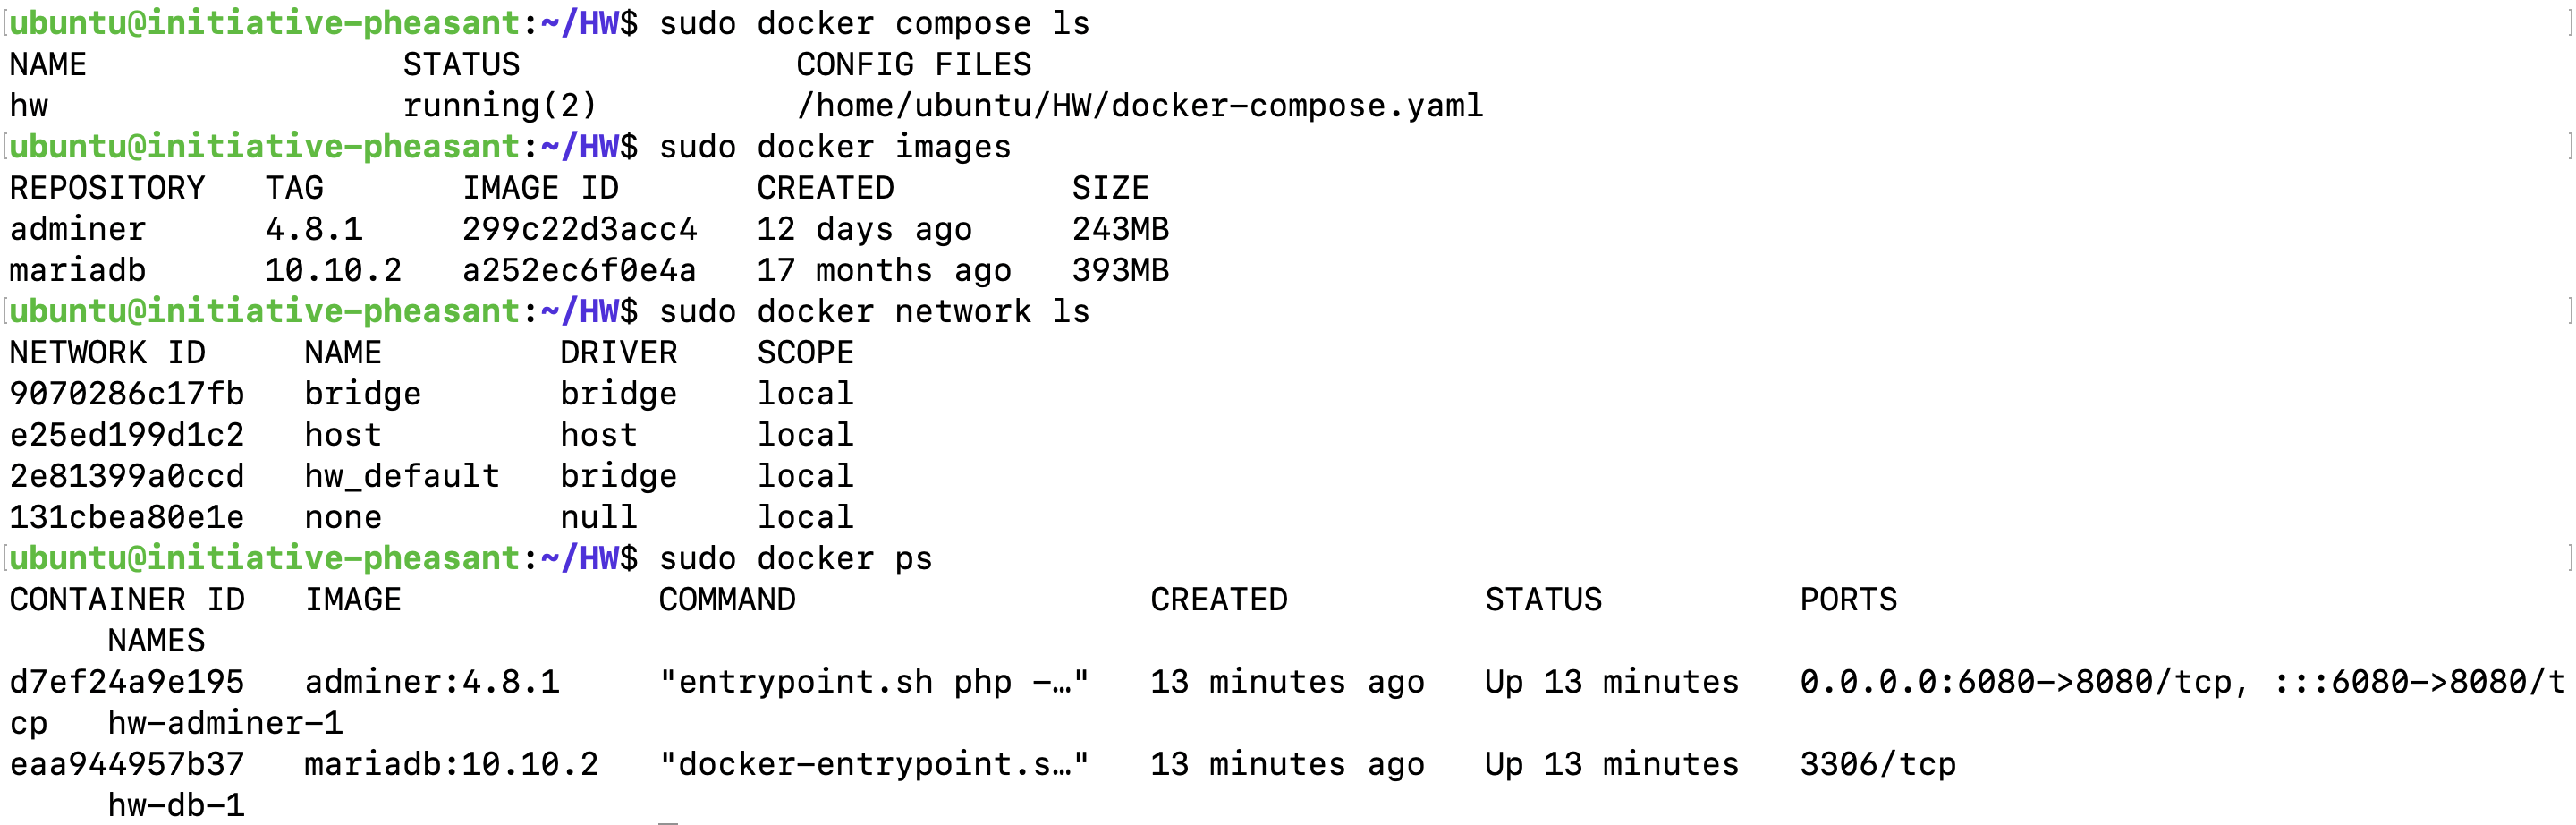 ubuntu@initiative-pheasant:~/HW$ sudo docker compose ls
NAME                STATUS              CONFIG FILES
hw                  running(2)          /home/ubuntu/HW/docker-compose.yaml
ubuntu@initiative-pheasant:~/HW$ sudo docker images
REPOSITORY   TAG       IMAGE ID       CREATED         SIZE
adminer      4.8.1     299c22d3acc4   12 days ago     243MB
mariadb      10.10.2   a252ec6f0e4a   17 months ago   393MB
ubuntu@initiative-pheasant:~/HW$ sudo docker network ls
NETWORK ID     NAME         DRIVER    SCOPE
9070286c17fb   bridge       bridge    local
e25ed199d1c2   host         host      local
2e81399a0ccd   hw_default   bridge    local
131cbea80e1e   none         null      local
ubuntu@initiative-pheasant:~/HW$ sudo docker ps
CONTAINER ID   IMAGE             COMMAND                  CREATED          STATUS          PORTS
     NAMES
d7ef24a9e195   adminer:4.8.1     "entrypoint.sh php -…"   13 minutes ago   Up 13 minutes   0.0.0.0:6080->8080/tcp, :::6080->8080/t
cp   hw-adminer-1
eaa944957b37   mariadb:10.10.2   "docker-entrypoint.s…"   13 minutes ago   Up 13 minutes   3306/tcp
     hw-db-1